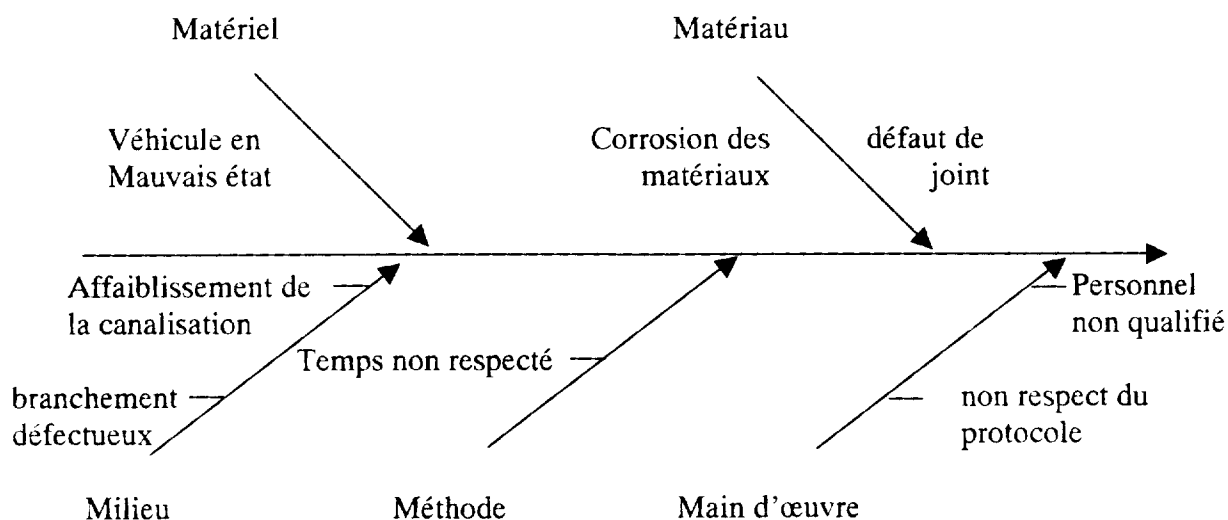 Matériel
Matériau
Véhicule en
Mauvais état
Corrosion des
matériaux
défaut de
joint
Affaiblissement de
la canalisation
Personnel
non qualifié
Temps non respecté
branchement
défectueux
non respect du
protocole
Milieu
Méthode
Main d'œuvre